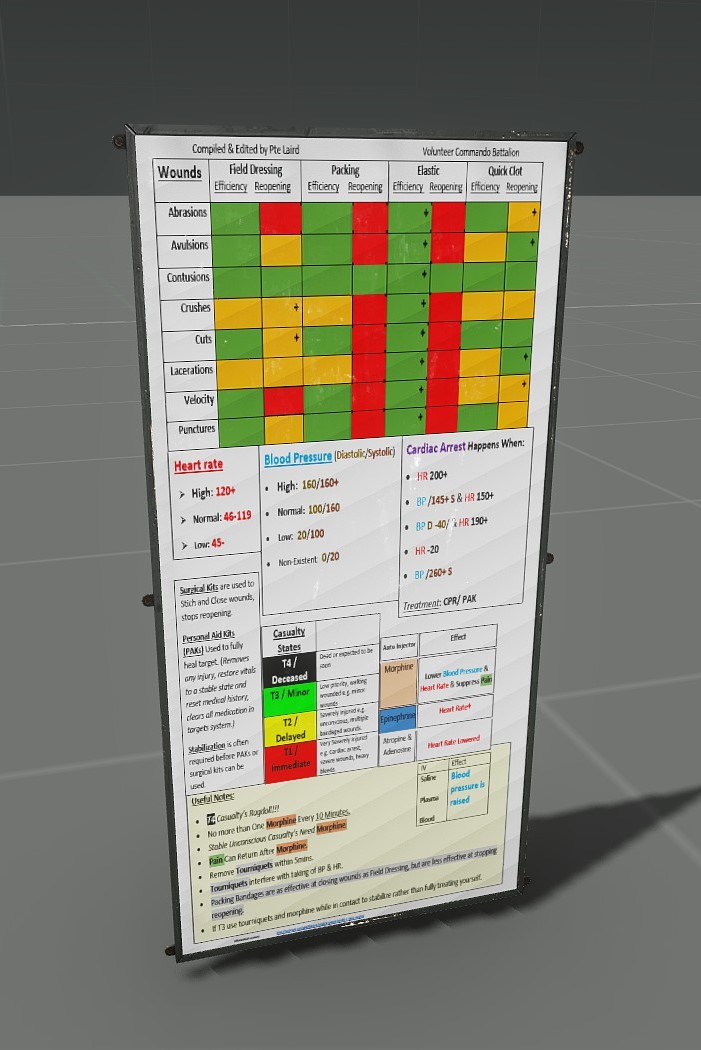 Compiled & Edited by Pte Laird
Volunteer Commando Battalion
Wounds
Field Dressing
Packing
Elastic
Quick Clot
Efficiency Reopening Efficiency Reopening Efficiency Reopening Efficiency Reopening
Abrasions
Avulsions
Contusions
Crushes
Cuts
Lacerations
Velocity
Punctures
Heart rate
➢ High: 120+
➢ Normal: 46-119
➢ Low: 45-
Blood Pressure (Diastolic/Systolic)
• High: 160/160+
• Normal: 100/160
• Low: 20/100
• Non-Existent: 0/20
Cardiac Arrest Happens When:
• HR 200+
• BP /145+ S & HR 150+
• BP D -40/ & HR 190+
• HR -20
• BP /260+ S
Treatment: CPR/ PAK
Surgical Kits are used to
Stich and Close wounds,
stops reopening.
Personal Aid Kits
(PAKs) Used to fully
heal target. (Removes
any injury, restore vitals
to a stable state and
reset medical history,
clears all medication in
targets system.)
Stabilization is often
required before PAKs or
surgical kits can be
used.
Casualty
States
T4 /
Deceased
Dead or expected to be
soon
T3 / Minor
Low priority, walking
wounded e.g. minor
wounds
T2 /
Delayed
Severely injured e.g.
unconscious, multiple
bandaged wounds.
T1 /
Immediate
Very Severely injured
e.g. Cardiac arrest,
severe wounds, heavy
bleeds
Auto Injector
Effect
Morphine
Lower Blood Pressure &
Heart Rate & Suppress Pain
Epinephrine
Heart Rate+
Atropine &
Adenosine
Heart Rate Lowered
IV
Effect
Saline
Plasma
Blood
Blood
pressure is
raised
Useful Notes:
• T4 Casualty's Ragdoll!!!!
• No more than One Morphine Every 10 Minutes.
• Stable Unconscious Casualty's Need Morphine
• Pain Can Return After Morphine.
• Remove Tourniquets within 5mins.
• Tourniquets interfere with taking of BP & HR.
• Packing Bandages are as effective at closing wounds as Field Dressing, but are less effective at stopping
reopening.
• If T3 use tourniquets and morphine while in contact to stabilize rather than fully treating yourself.